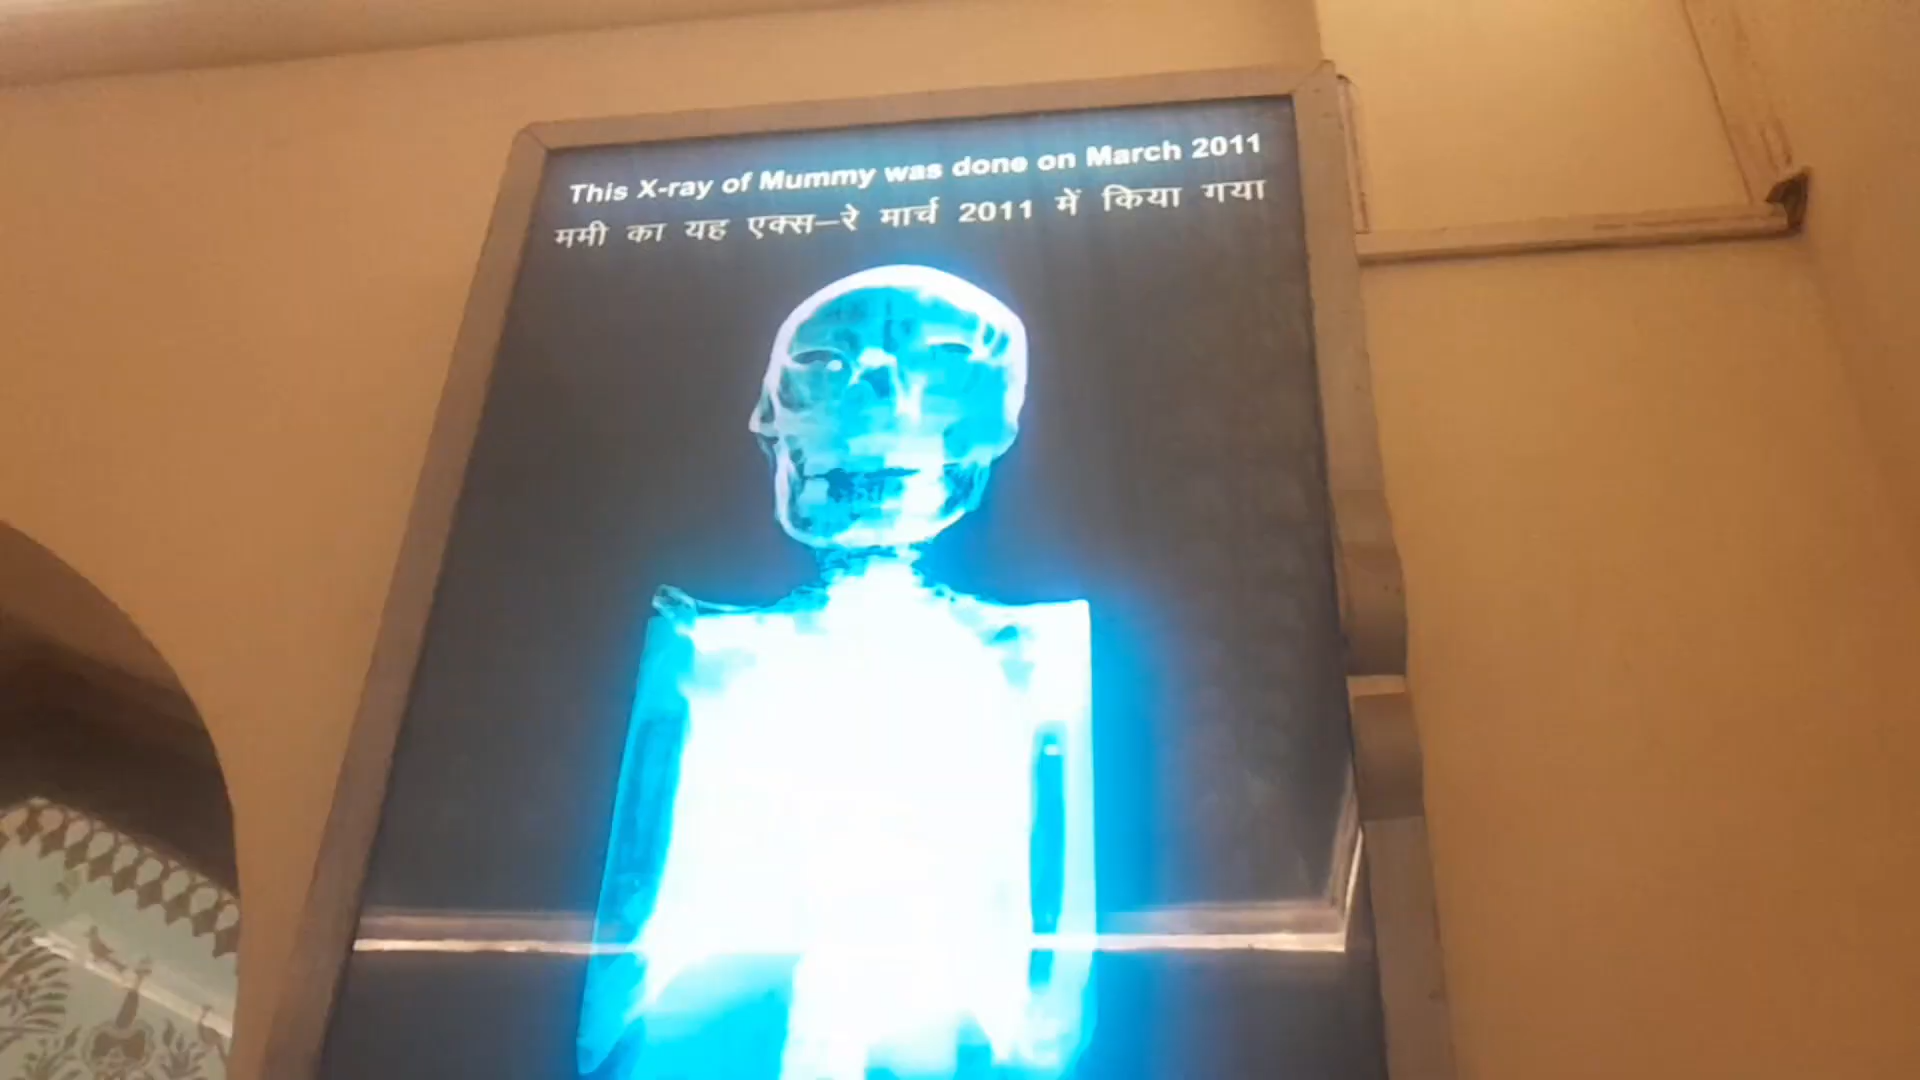 This X-ray of Mummy was done on March 2011
ममी का यह एक्स–रे मार्च 2011 में किया गया